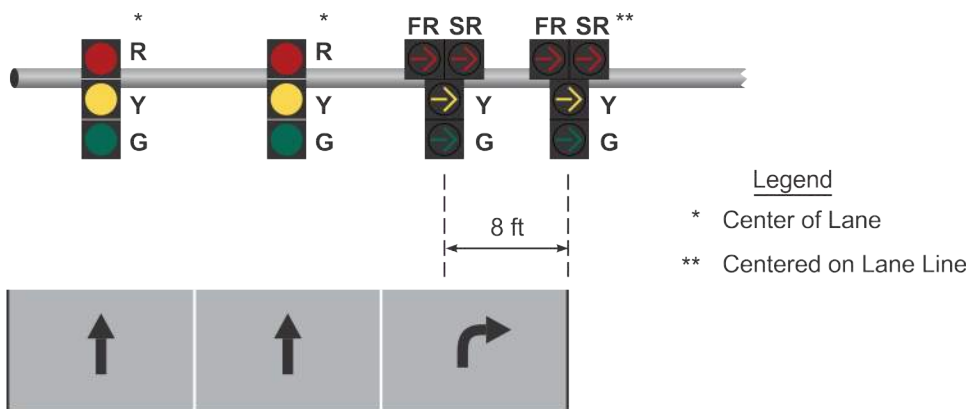 * * FR SR FR SR **
R R
Y Y Y Y
G G G G
8 ft
Legend
* Center of Lane
** Centered on Lane Line